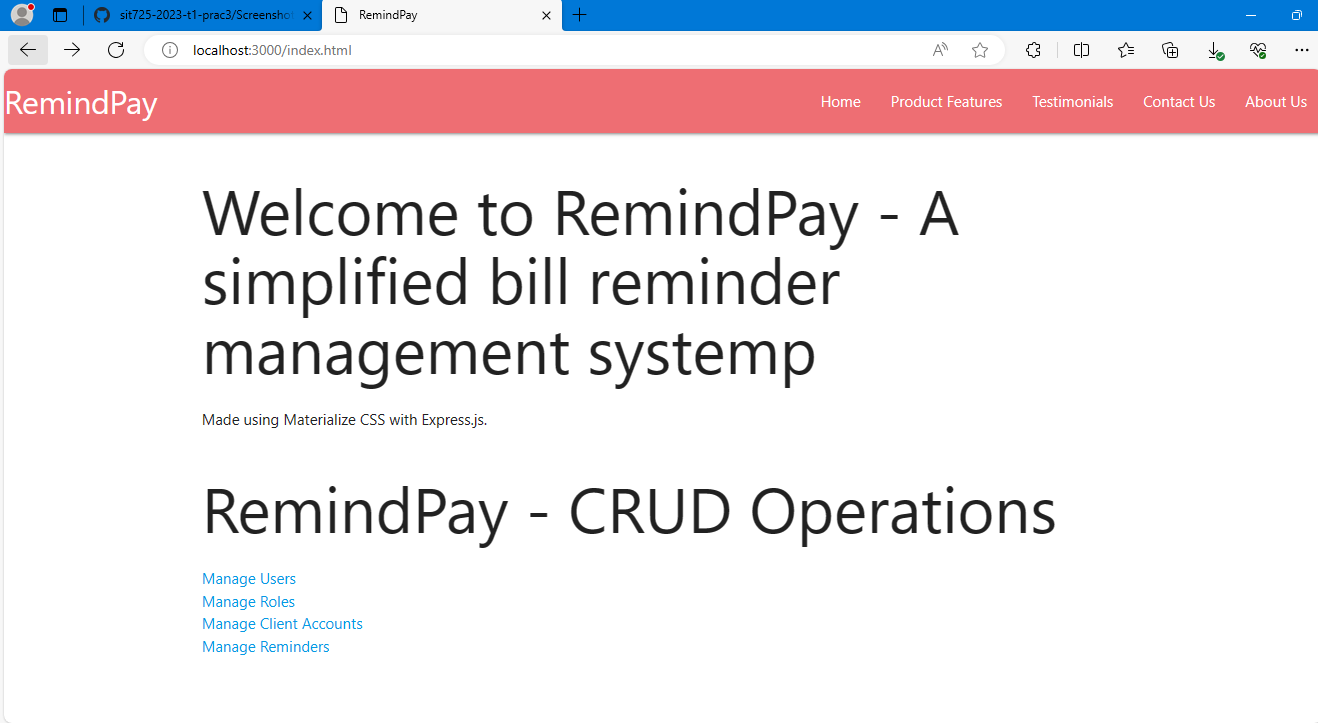 sit725-2023-t1-prac3/Screenshot
RemindPay
localhost:3000/index.html
RemindPay
Home
Product Features
Testimonials
Contact Us
About Us
Welcome to RemindPay - A
simplified bill reminder
management systemp
Made using Materialize CSS with Express.js.
RemindPay - CRUD Operations
Manage Users
Manage Roles
Manage Client Accounts
Manage Reminders